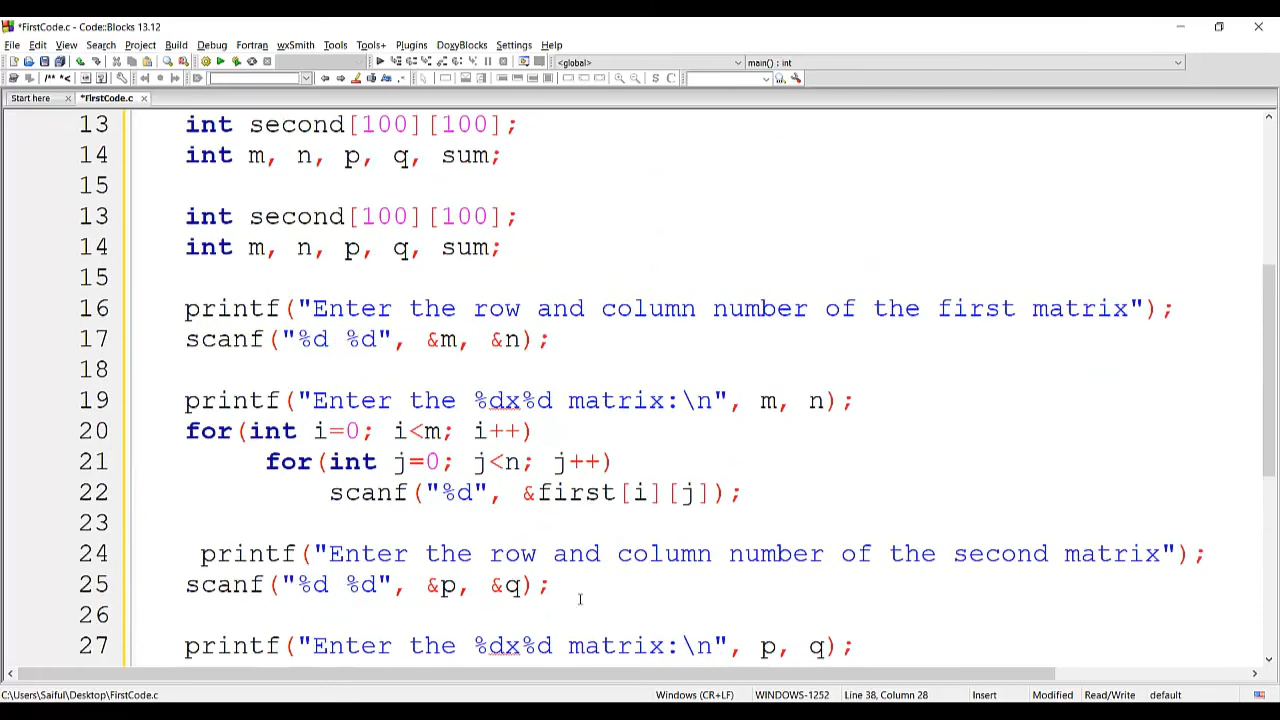 *FirstCode.c - Code::Blocks 13.12
File Edit View Search Project Build Debug Fortran wxSmith Tools Tools+ Plugins DoxyBlocks Settings Help
<global> main() : int
/** *<
S C
Start here *FirstCode.c
13 int second[100][100];
14 int m, n, p, q, sum;
15
13 int second[100][100];
14 int m, n, p, q, sum;
15
16 printf("Enter the row and column number of the first matrix");
17 scanf("%d %d", &m, &n);
18
19 printf("Enter the %dx%d matrix:\n", m, n);
20 for(int i=0; i<m; i++)
21 for(int j=0; j<n; j++)
22 scanf("%d", &first[i][j]);
23
24 printf("Enter the row and column number of the second matrix");
25 scanf("%d %d", &p, &q);
26
27 printf("Enter the %dx%d matrix:\n", p, q);
C:\Users\Saiful\Desktop\FirstCode.c Windows (CR+LF) WINDOWS-1252 Line 38, Column 28 Insert Modified Read/Write default